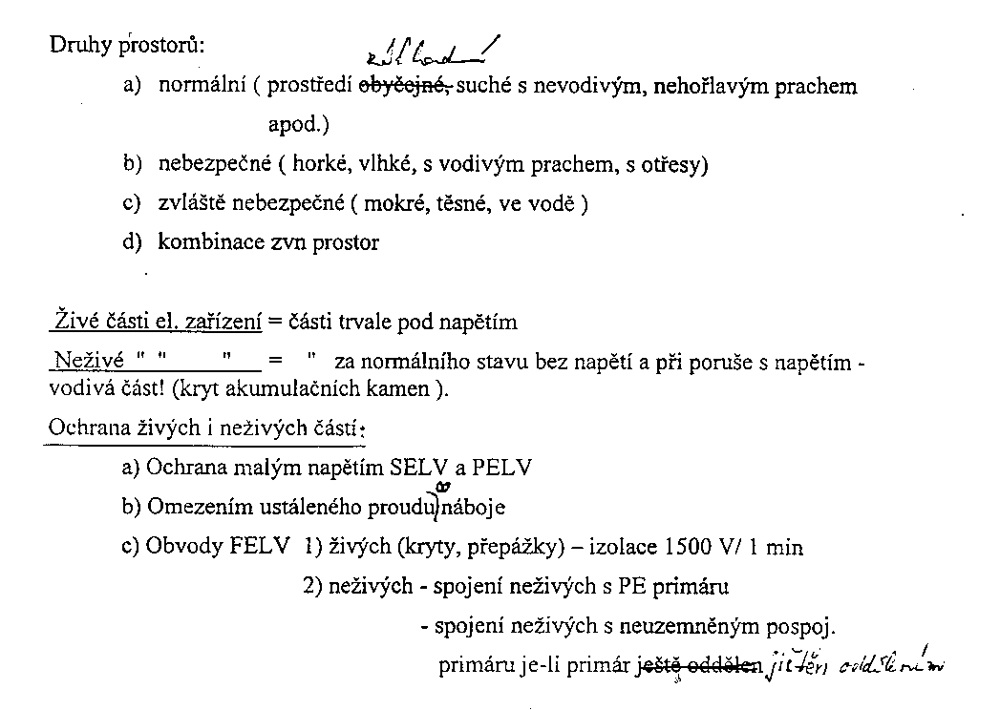 Druhy prostorů:
základní
a) normální ( prostředí obyčejné, suché s nevodivým, nehořlavým prachem
apod.)
b) nebezpečné ( horké, vlhké, s vodivým prachem, s otřesy)
c) zvláště nebezpečné ( mokré, těsné, ve vodě )
d) kombinace zvn prostor
Živé části el. zařízení = části trvale pod napětím
Neživé " " " = " za normálního stavu bez napětí a při poruše s napětím -
vodivá část! (kryt akumulačních kamen ).
Ochrana živých i neživých částí:
a) Ochrana malým napětím SELV a PELV
b) Omezením ustáleného proudu a náboje
c) Obvody FELV 1) živých (kryty, přepážky) – izolace 1500 V/ 1 min
2) neživých - spojení neživých s PE primáru
- spojení neživých s neuzemněným pospoj.
primáru je-li primár ještě oddělen jištěn oddělením